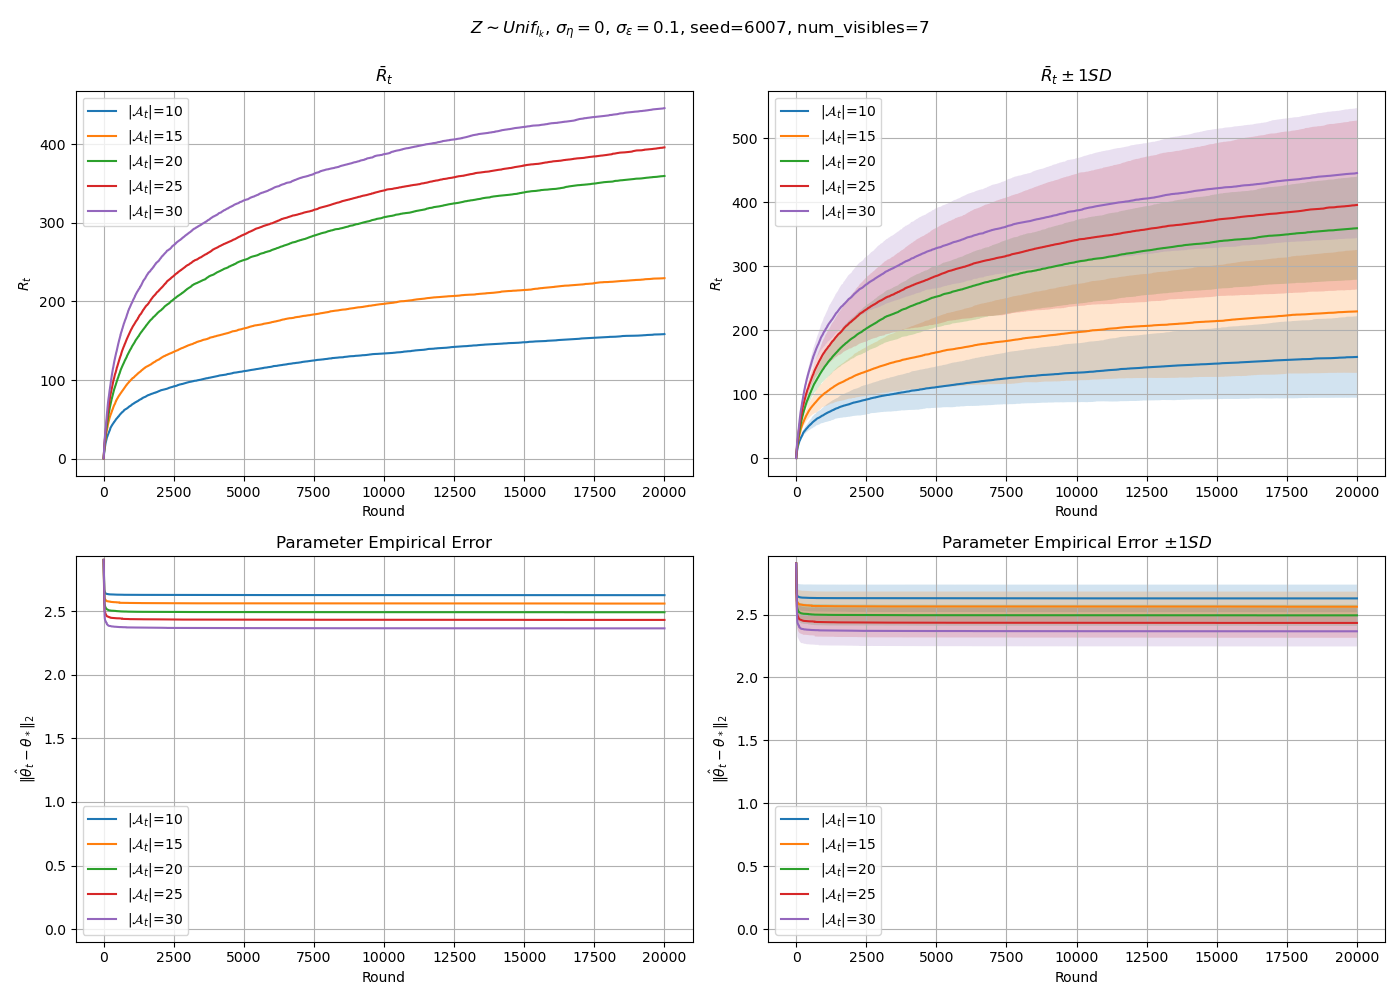 Z ∼ Unif_{I_k}, σ_η = 0, σ_ε = 0.1, seed=6007, num_visibles=7
R̄_t
R_t
400
300
200
100
0
|𝒜_t|=10
|𝒜_t|=15
|𝒜_t|=20
|𝒜_t|=25
|𝒜_t|=30
0 2500 5000 7500 10000 12500 15000 17500 20000
Round
R̄_t ± 1SD
R_t
500
400
300
200
100
0
|𝒜_t|=10
|𝒜_t|=15
|𝒜_t|=20
|𝒜_t|=25
|𝒜_t|=30
0 2500 5000 7500 10000 12500 15000 17500 20000
Round
Parameter Empirical Error
‖θ̂_t − θ_*‖_2
2.5
2.0
1.5
1.0
0.5
0.0
|𝒜_t|=10
|𝒜_t|=15
|𝒜_t|=20
|𝒜_t|=25
|𝒜_t|=30
0 2500 5000 7500 10000 12500 15000 17500 20000
Round
Parameter Empirical Error ±1SD
‖θ̂_t − θ_*‖_2
2.5
2.0
1.5
1.0
0.5
0.0
|𝒜_t|=10
|𝒜_t|=15
|𝒜_t|=20
|𝒜_t|=25
|𝒜_t|=30
0 2500 5000 7500 10000 12500 15000 17500 20000
Round